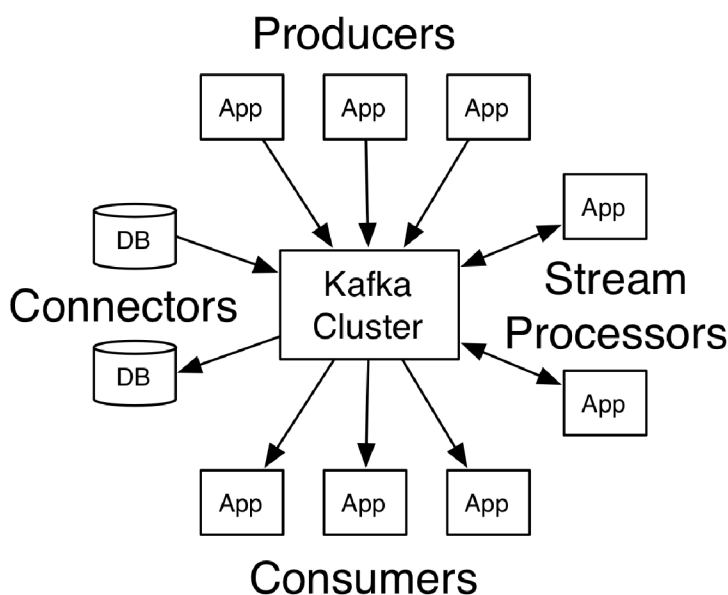 Producers
App
App
App
App
DB
Kafka
Cluster
Stream
Processors
Connectors
DB
App
App
App
App
Consumers